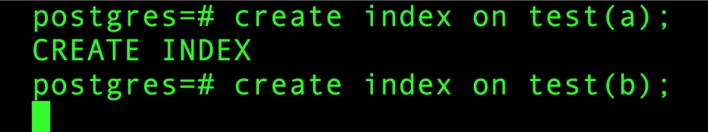 postgres=# create index on test(a);
CREATE INDEX
postgres=# create index on test(b);